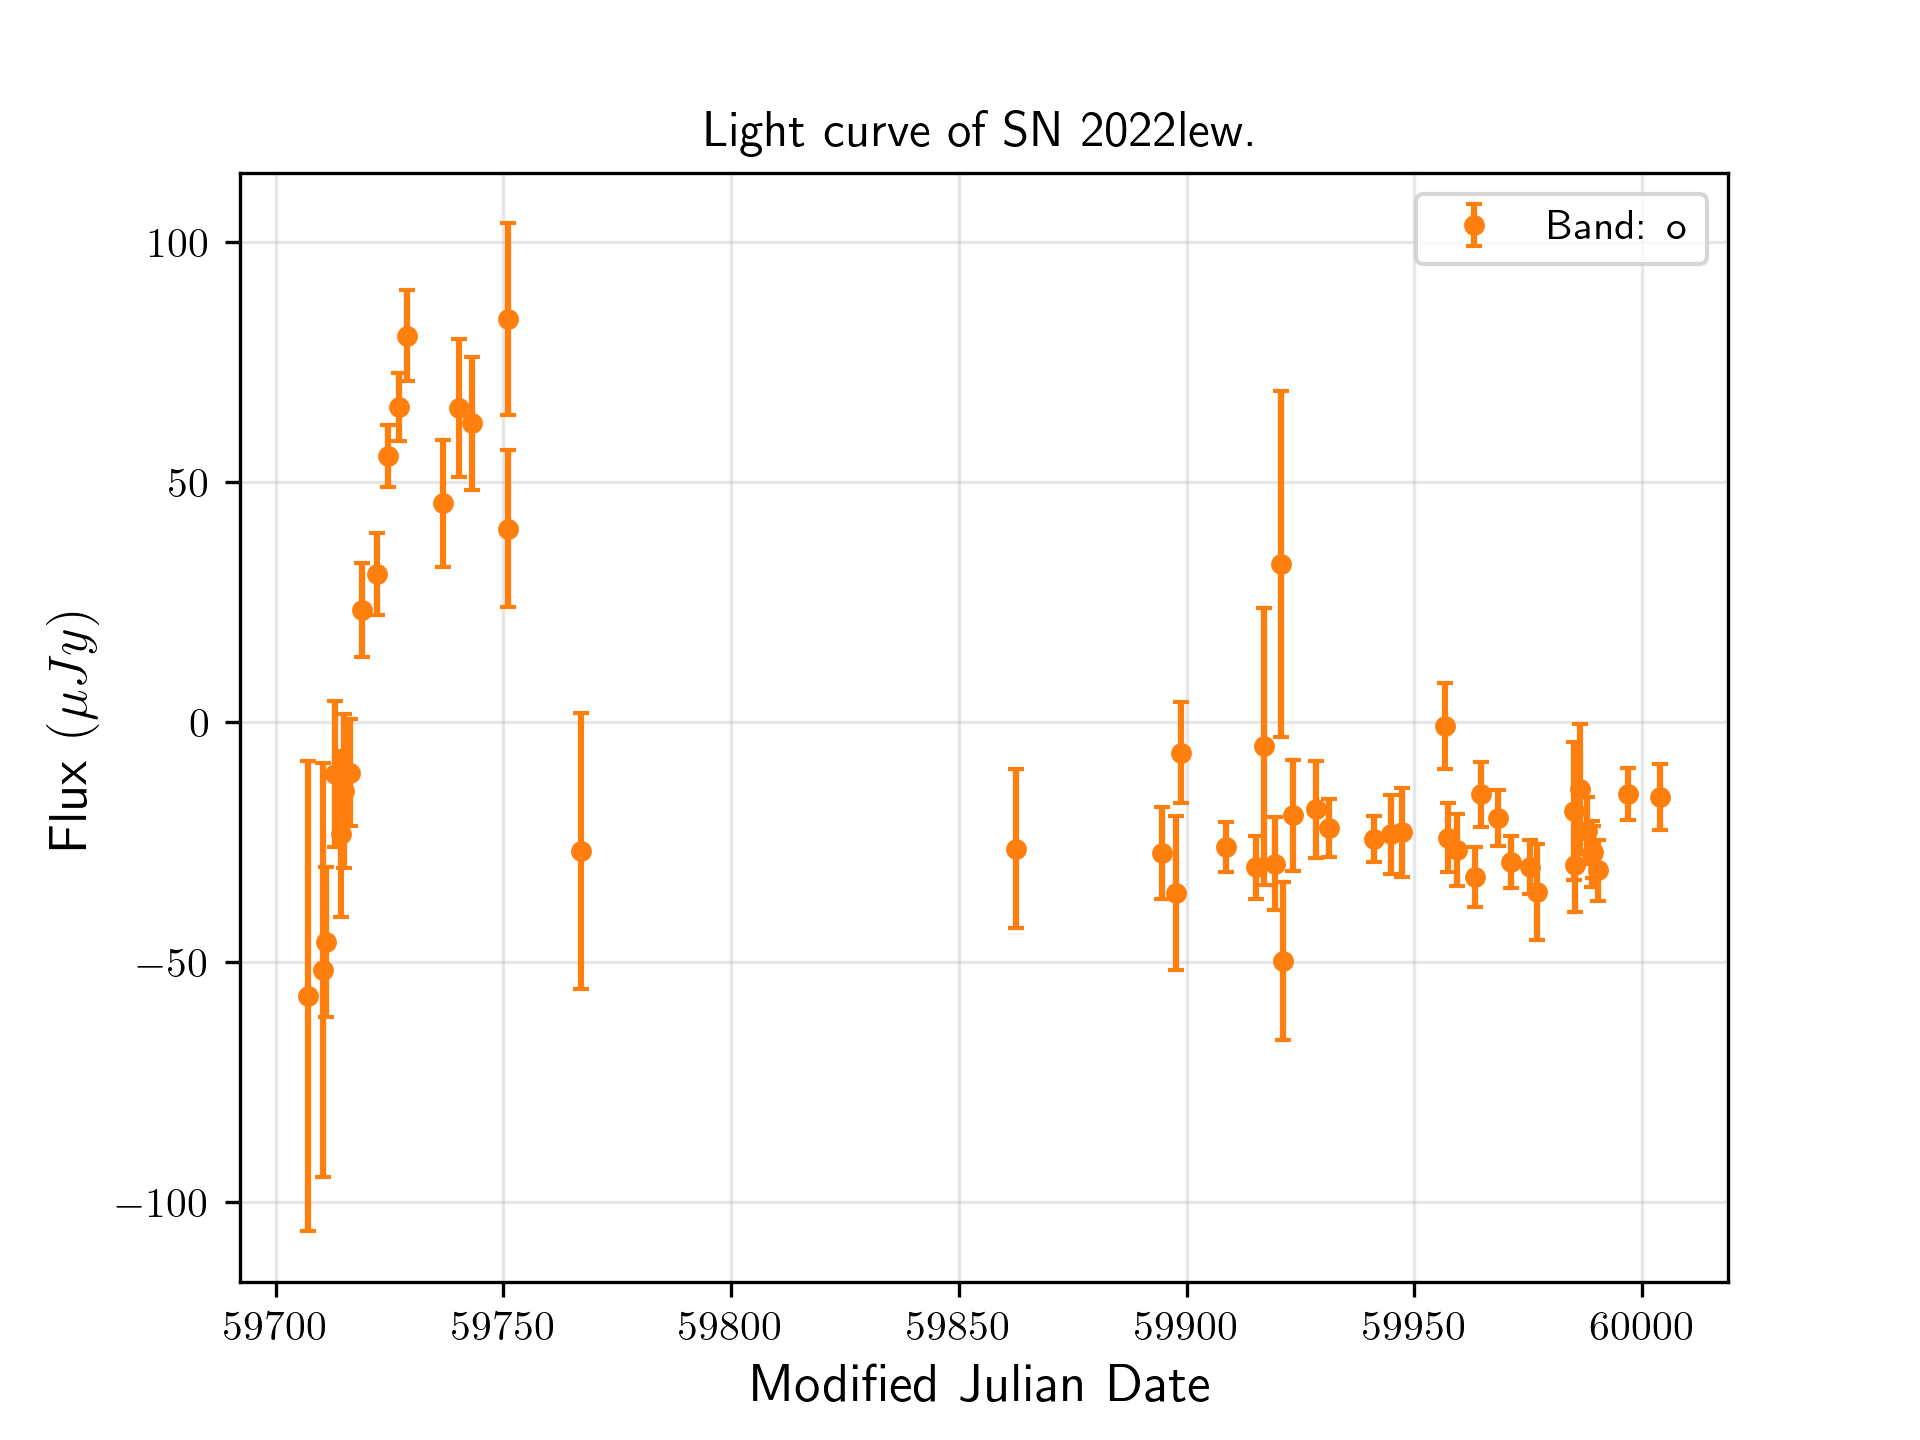 Light curve of SN 2022lew.
Band: o
100
50
0
−50
−100
Flux (μJy)
59700 59750 59800 59850 59900 59950 60000
Modified Julian Date